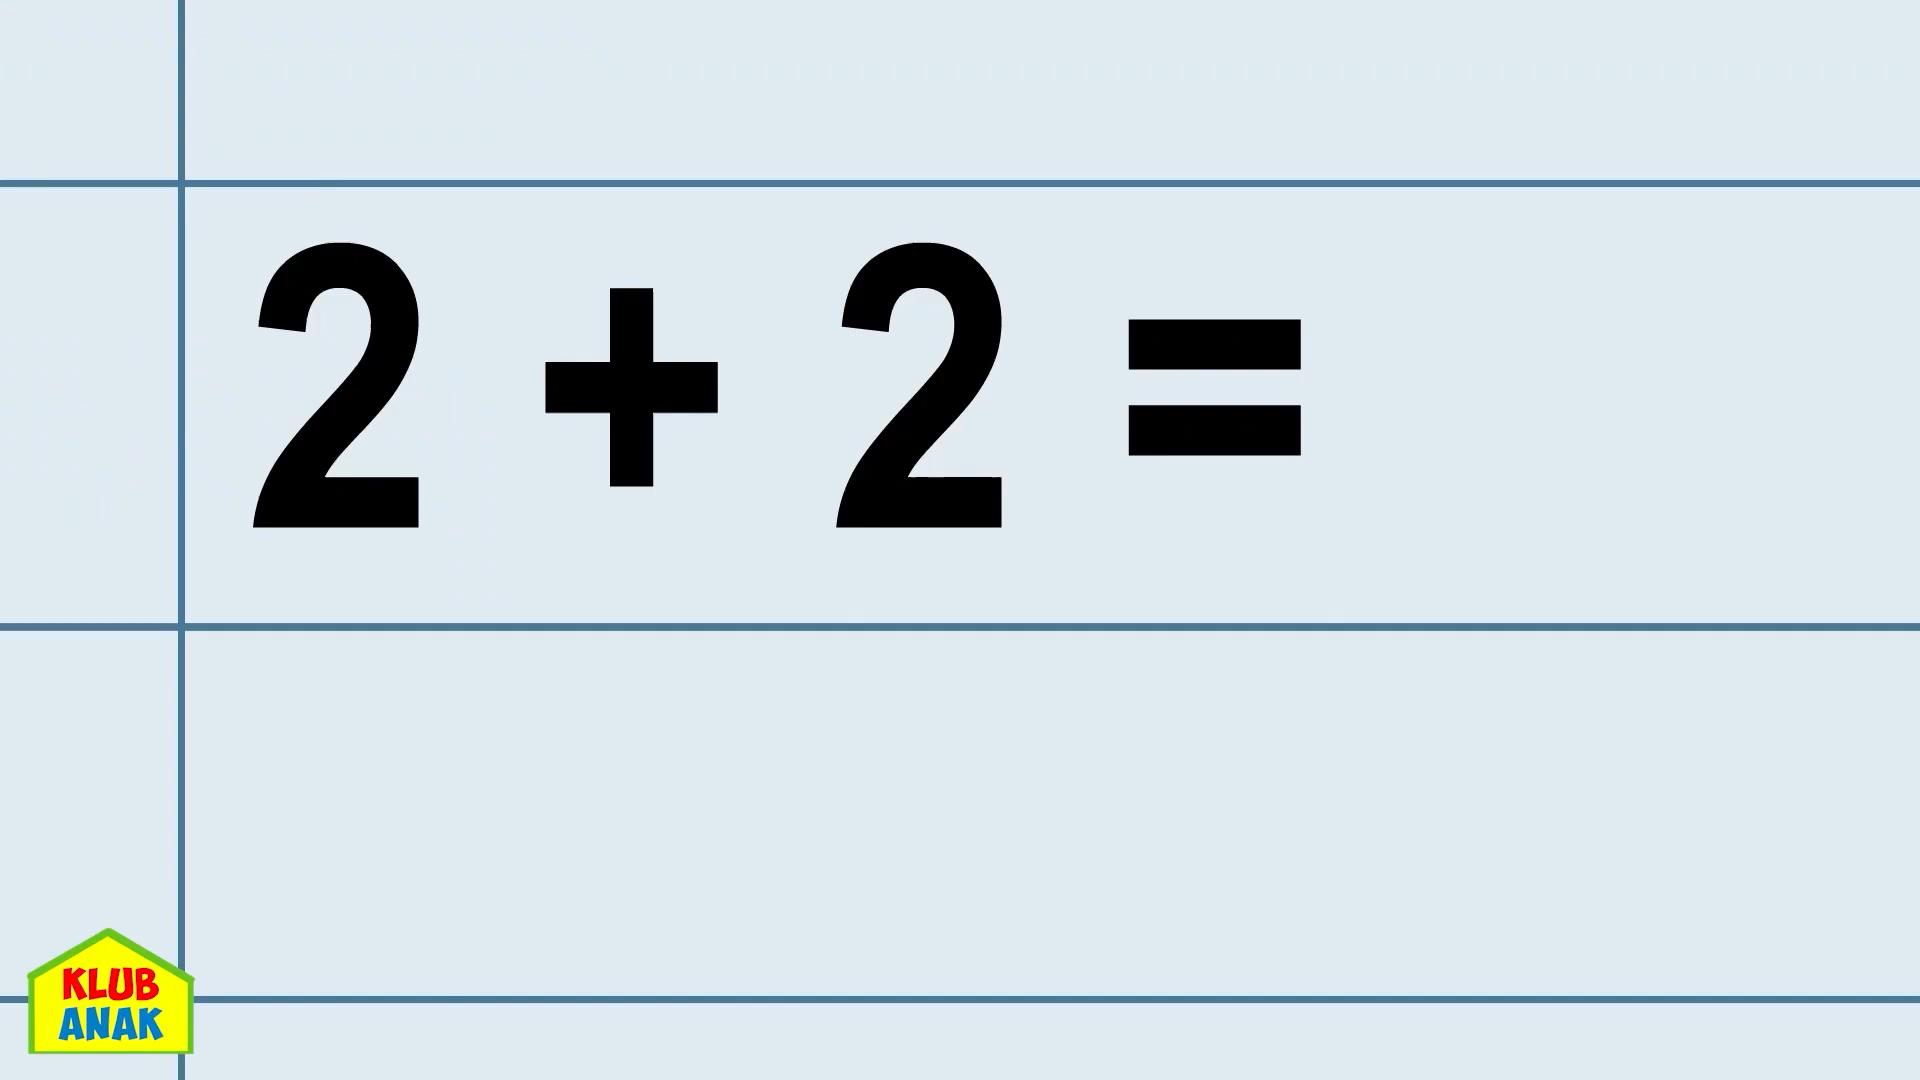 2 + 2 =
KLUB
ANAK